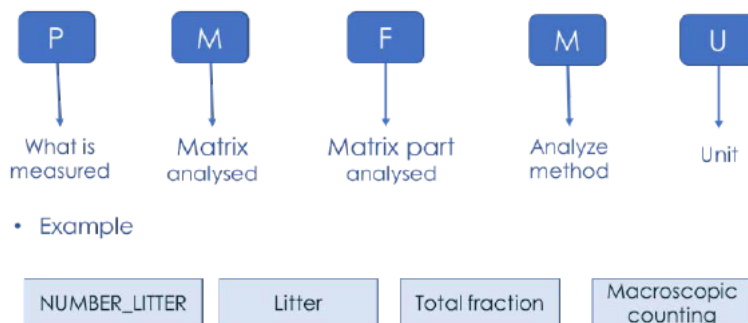 P M F M U
What is measured Matrix analysed Matrix part analysed Analyze method Unit
• Example
NUMBER_LITTER Litter Total fraction Macroscopic counting